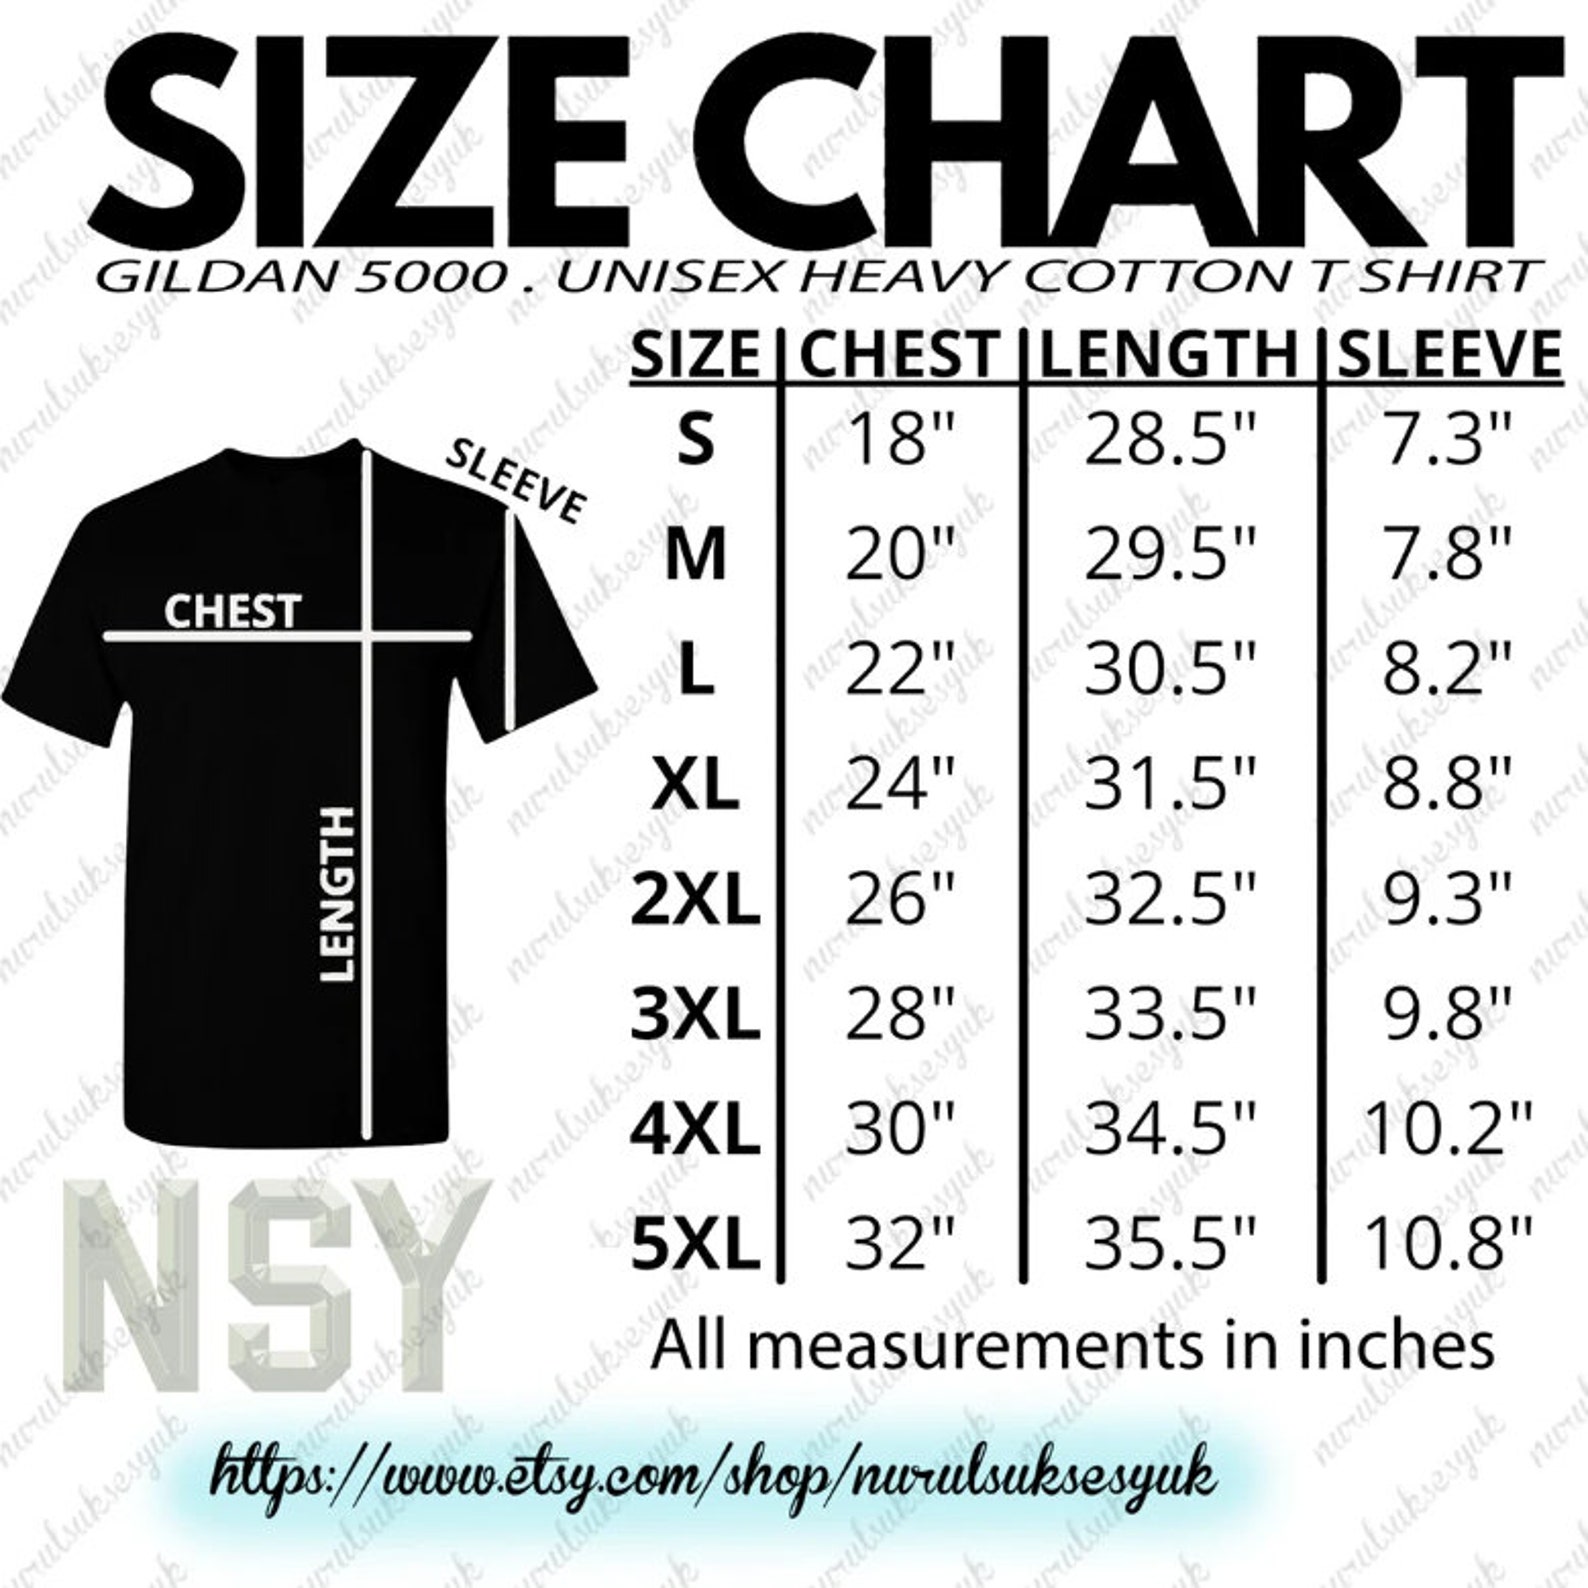 SIZE CHART
GILDAN 5000 . UNISEX HEAVY COTTON T SHIRT
SIZE CHEST LENGTH SLEEVE
S 18" 28.5" 7.3"
M 20" 29.5" 7.8"
L 22" 30.5" 8.2"
XL 24" 31.5" 8.8"
2XL 26" 32.5" 9.3"
3XL 28" 33.5" 9.8"
4XL 30" 34.5" 10.2"
5XL 32" 35.5" 10.8"
All measurements in inches
SLEEVE
CHEST
LENGTH
NSY
https://www.etsy.com/shop/nurulsuksesyuk
nurulsuksesyuk